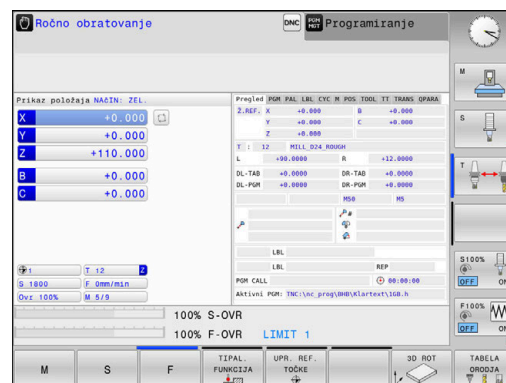 Ročno obratovanje
DNC
PGM MGT
Programiranje
Prikaz položaja NAČIN: ŽEL.
X +0.000
Y +0.000
Z +110.000
B +0.000
C +0.000
1 T 12 Z
S 1800 F 0mm/min
Ovr 100% M 5/9
Pregled PGM PAL LBL CYC M POS TOOL TT TRANS QPARA
Ž.REF. X +0.000 B +0.000
Y +0.000 C +0.000
Z +0.000
T : 12 MILL_D24_ROUGH
L +90.0000 R +12.0000
DL-TAB +0.0000 DR-TAB +0.0000
DL-PGM +0.0000 DR-PGM +0.0000
M50 M5
LBL
LBL REP
PGM CALL 00:00:00
Aktivni PGM: TNC:\nc_prog\BHB\Klartext\1GB.h
100% S-OVR
100% F-OVR LIMIT 1
M
S
F
TIPAL. FUNKCIJA
UPR. REF. TOČKE
3D ROT
TABELA ORODJA
M
S
T
S100%
OFF ON
F100%
OFF ON